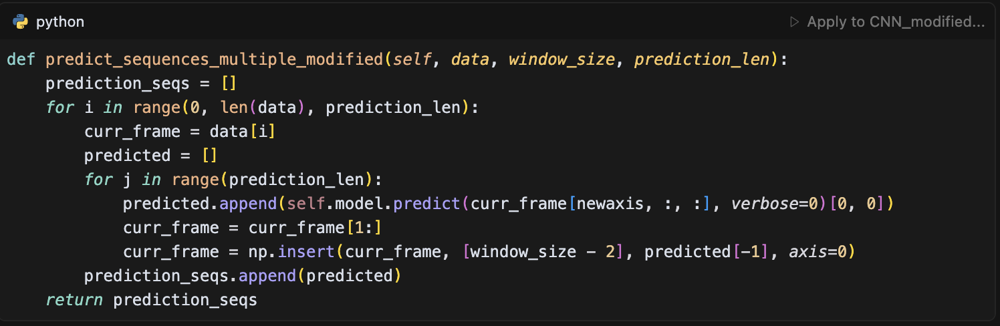 python
Apply to CNN_modified...
def predict_sequences_multiple_modified(self, data, window_size, prediction_len):
    prediction_seqs = []
    for i in range(0, len(data), prediction_len):
        curr_frame = data[i]
        predicted = []
        for j in range(prediction_len):
            predicted.append(self.model.predict(curr_frame[newaxis, :, :], verbose=0)[0, 0])
            curr_frame = curr_frame[1:]
            curr_frame = np.insert(curr_frame, [window_size - 2], predicted[-1], axis=0)
        prediction_seqs.append(predicted)
    return prediction_seqs